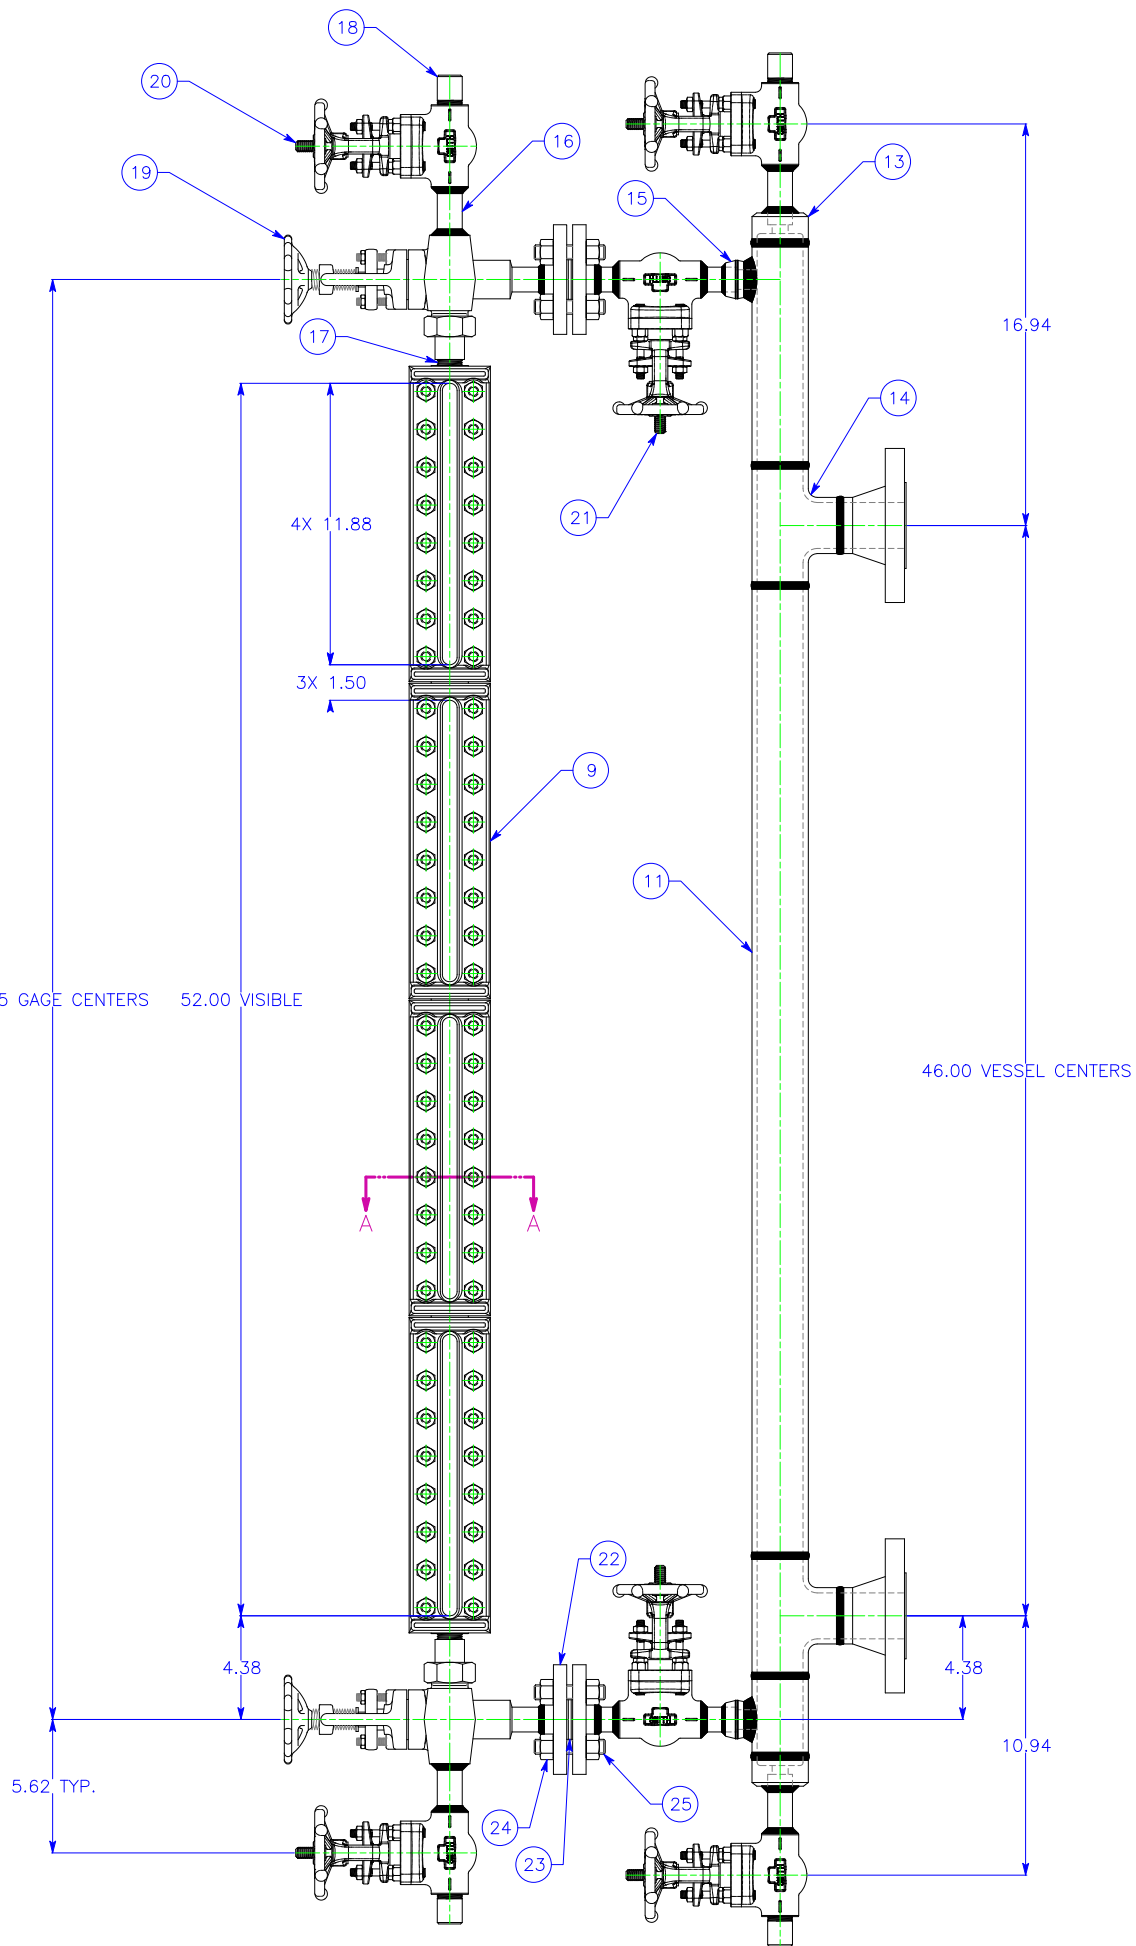 18
20
16
13
19
15
16.94
17
14
4X 11.88
21
3X 1.50
9
11
5 GAGE CENTERS
52.00 VISIBLE
46.00 VESSEL CENTERS
A
A
22
4.38
4.38
10.94
5.62 TYP.
25
24
23